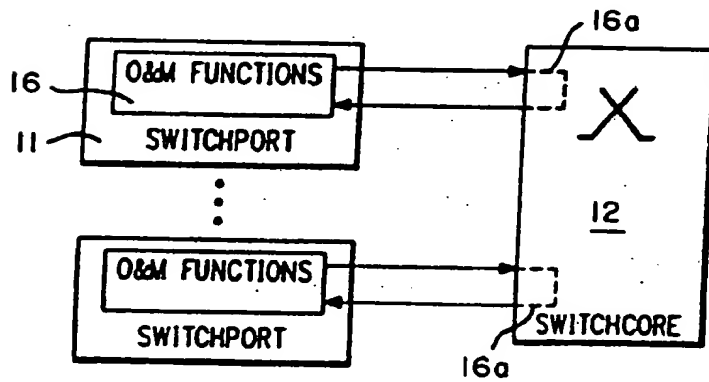 16a
O&M FUNCTIONS
16
11
SWITCHPORT
12
O&M FUNCTIONS
SWITCHPORT
SWITCHCORE
16a